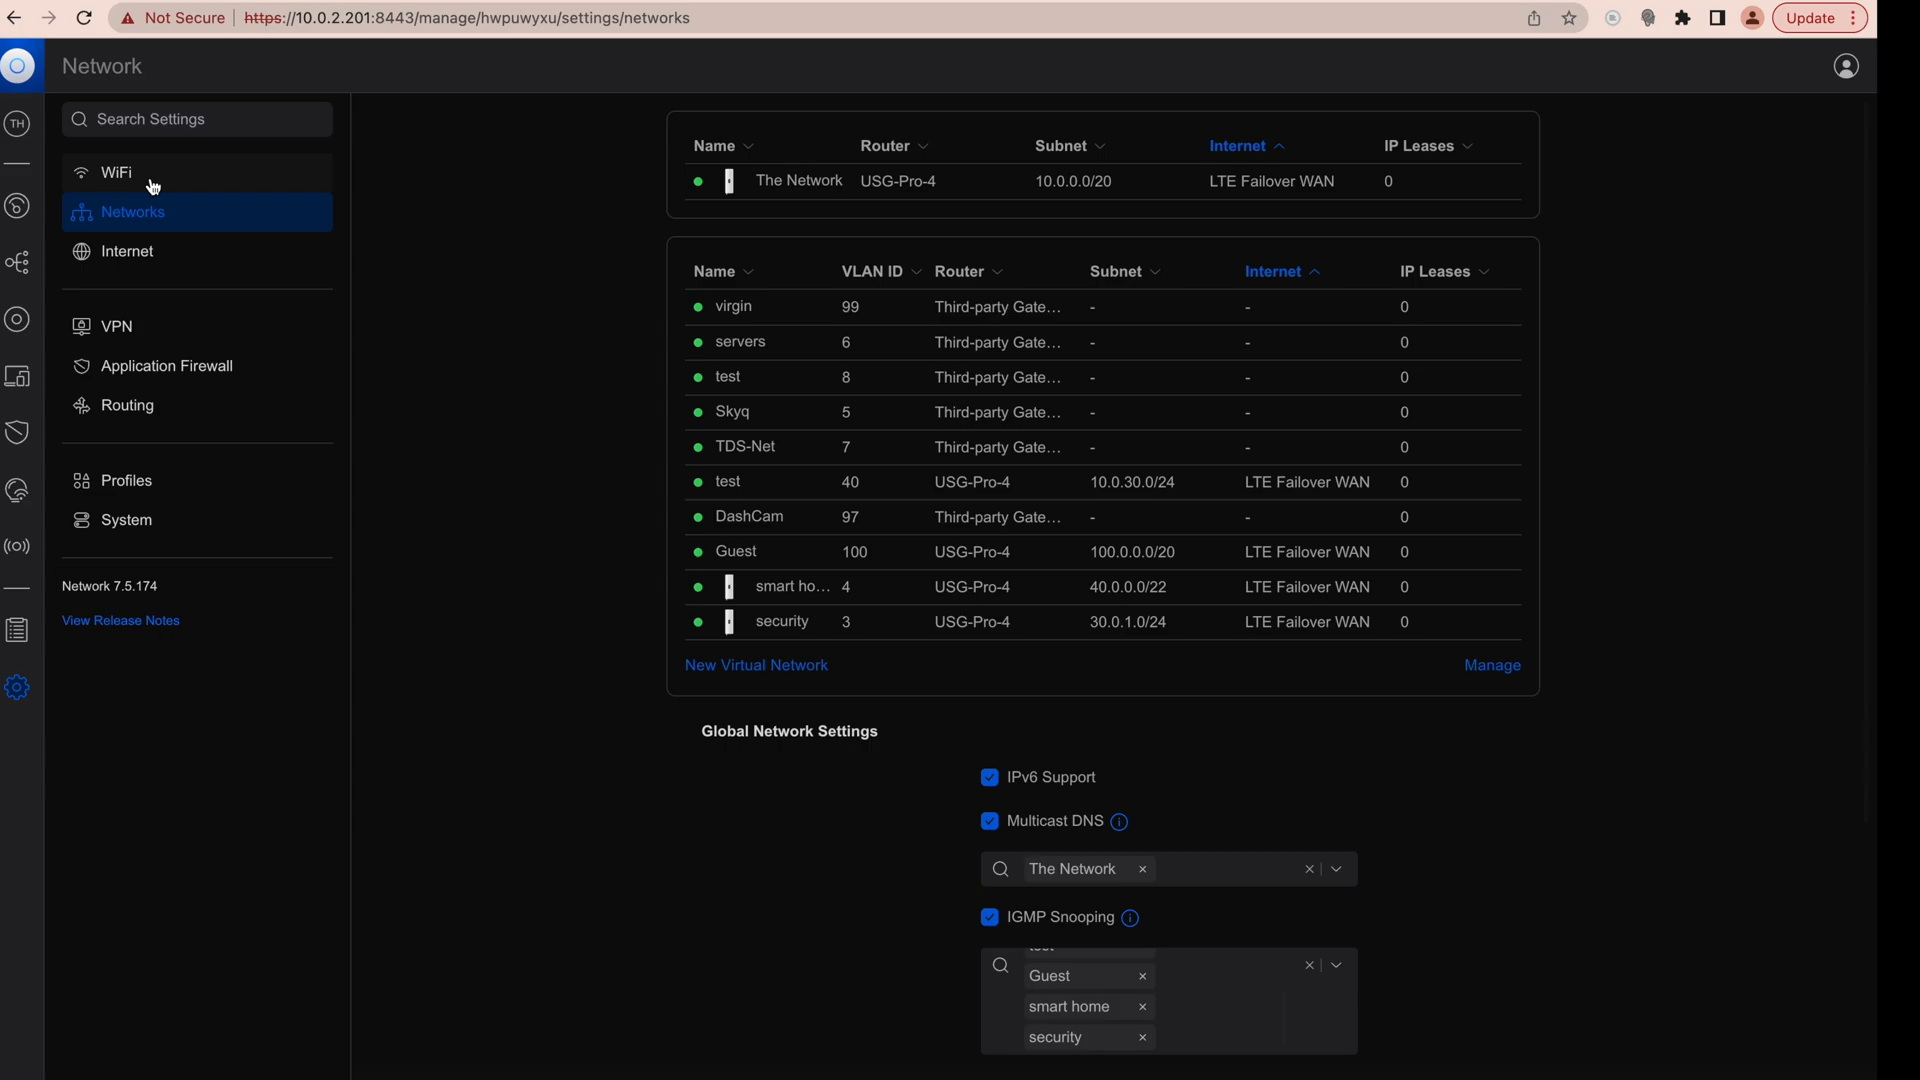 Not Secure https://10.0.2.201:8443/manage/hwpuwyxu/settings/networks Update
Network
TH
Search Settings
WiFi
Networks
Internet
VPN
Application Firewall
Routing
Profiles
System
Network 7.5.174
View Release Notes
Name Router Subnet Internet IP Leases
The Network USG-Pro-4 10.0.0.0/20 LTE Failover WAN 0
Name VLAN ID Router Subnet Internet IP Leases
virgin 99 Third-party Gate... - - 0
servers 6 Third-party Gate... - - 0
test 8 Third-party Gate... - - 0
Skyq 5 Third-party Gate... - - 0
TDS-Net 7 Third-party Gate... - - 0
test 40 USG-Pro-4 10.0.30.0/24 LTE Failover WAN 0
DashCam 97 Third-party Gate... - - 0
Guest 100 USG-Pro-4 100.0.0.0/20 LTE Failover WAN 0
smart ho... 4 USG-Pro-4 40.0.0.0/22 LTE Failover WAN 0
security 3 USG-Pro-4 30.0.1.0/24 LTE Failover WAN 0
New Virtual Network Manage
Global Network Settings
IPv6 Support
Multicast DNS
The Network
IGMP Snooping
Guest
smart home
security